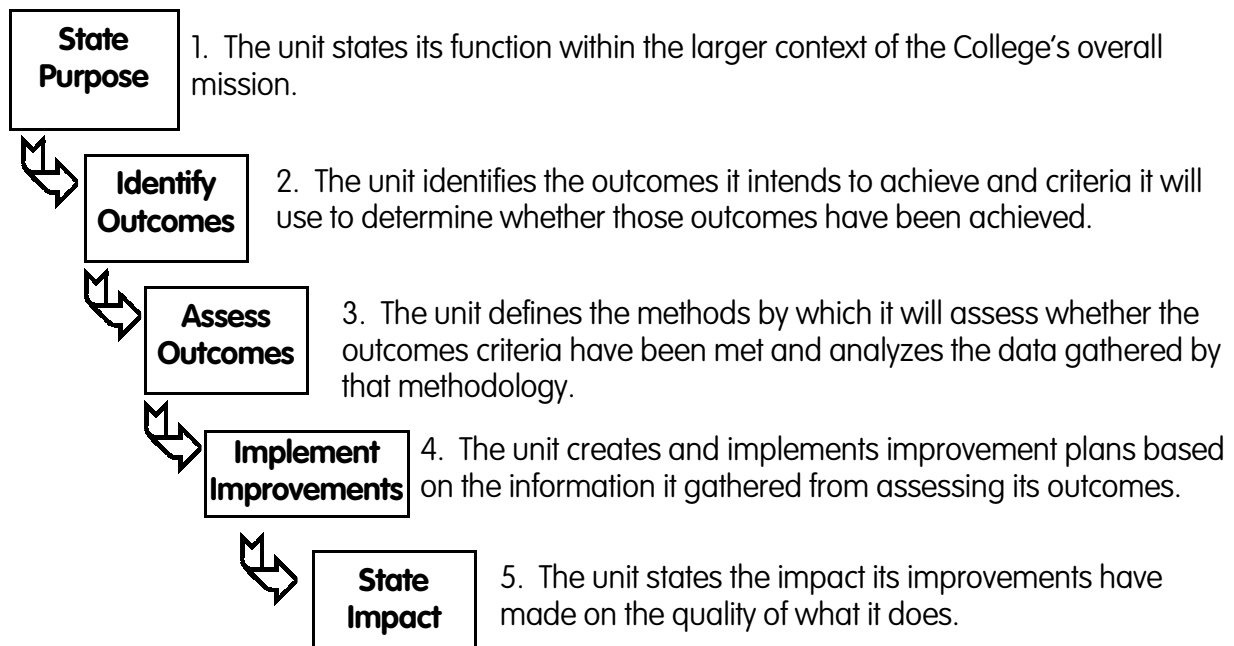 State
Purpose
1. The unit states its function within the larger context of the College's overall
mission.
Identify
Outcomes
2. The unit identifies the outcomes it intends to achieve and criteria it will
use to determine whether those outcomes have been achieved.
Assess
Outcomes
3. The unit defines the methods by which it will assess whether the
outcomes criteria have been met and analyzes the data gathered by
that methodology.
Implement
Improvements
4. The unit creates and implements improvement plans based
on the information it gathered from assessing its outcomes.
State
Impact
5. The unit states the impact its improvements have
made on the quality of what it does.